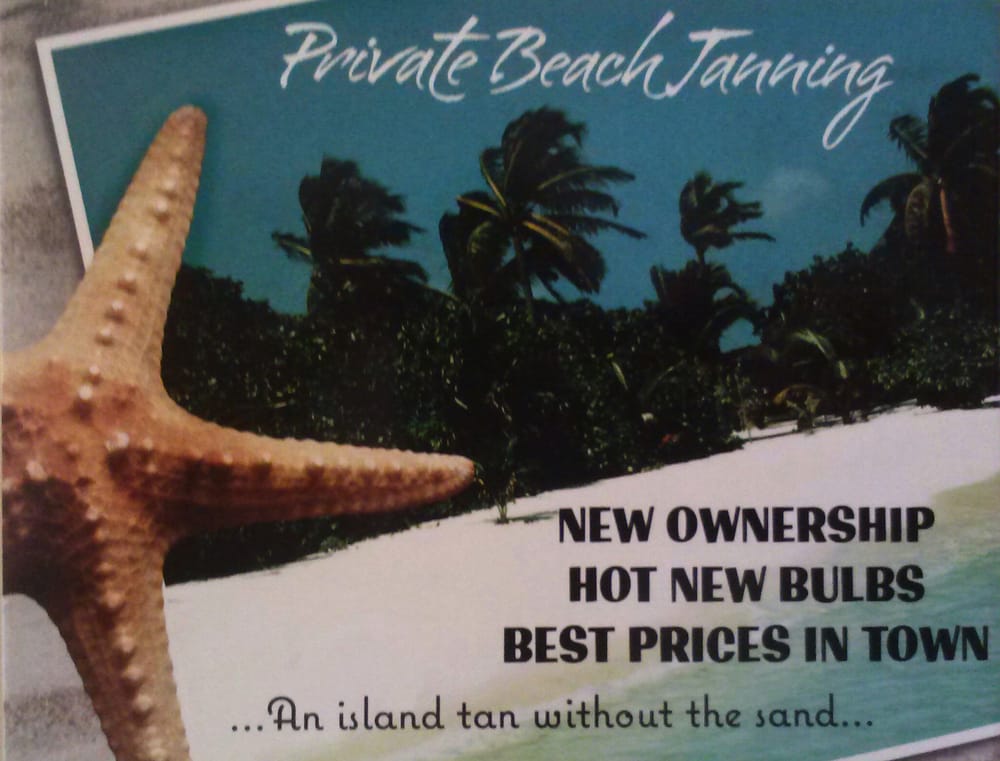 Private Beach Tanning
NEW OWNERSHIP
HOT NEW BULBS
BEST PRICES IN TOWN
...An island tan without the sand...